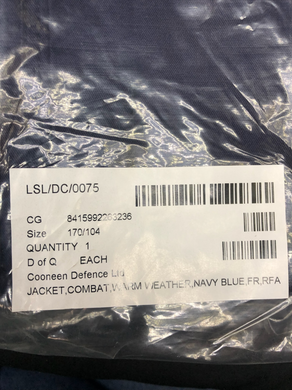 LSL/DC/0075
CG 8415992293236
Size 170/104
QUANTITY 1
D of Q EACH
Cooneen Defence Ltd
JACKET,COMBAT,WARM WEATHER,NAVY BLUE,FR,RFA